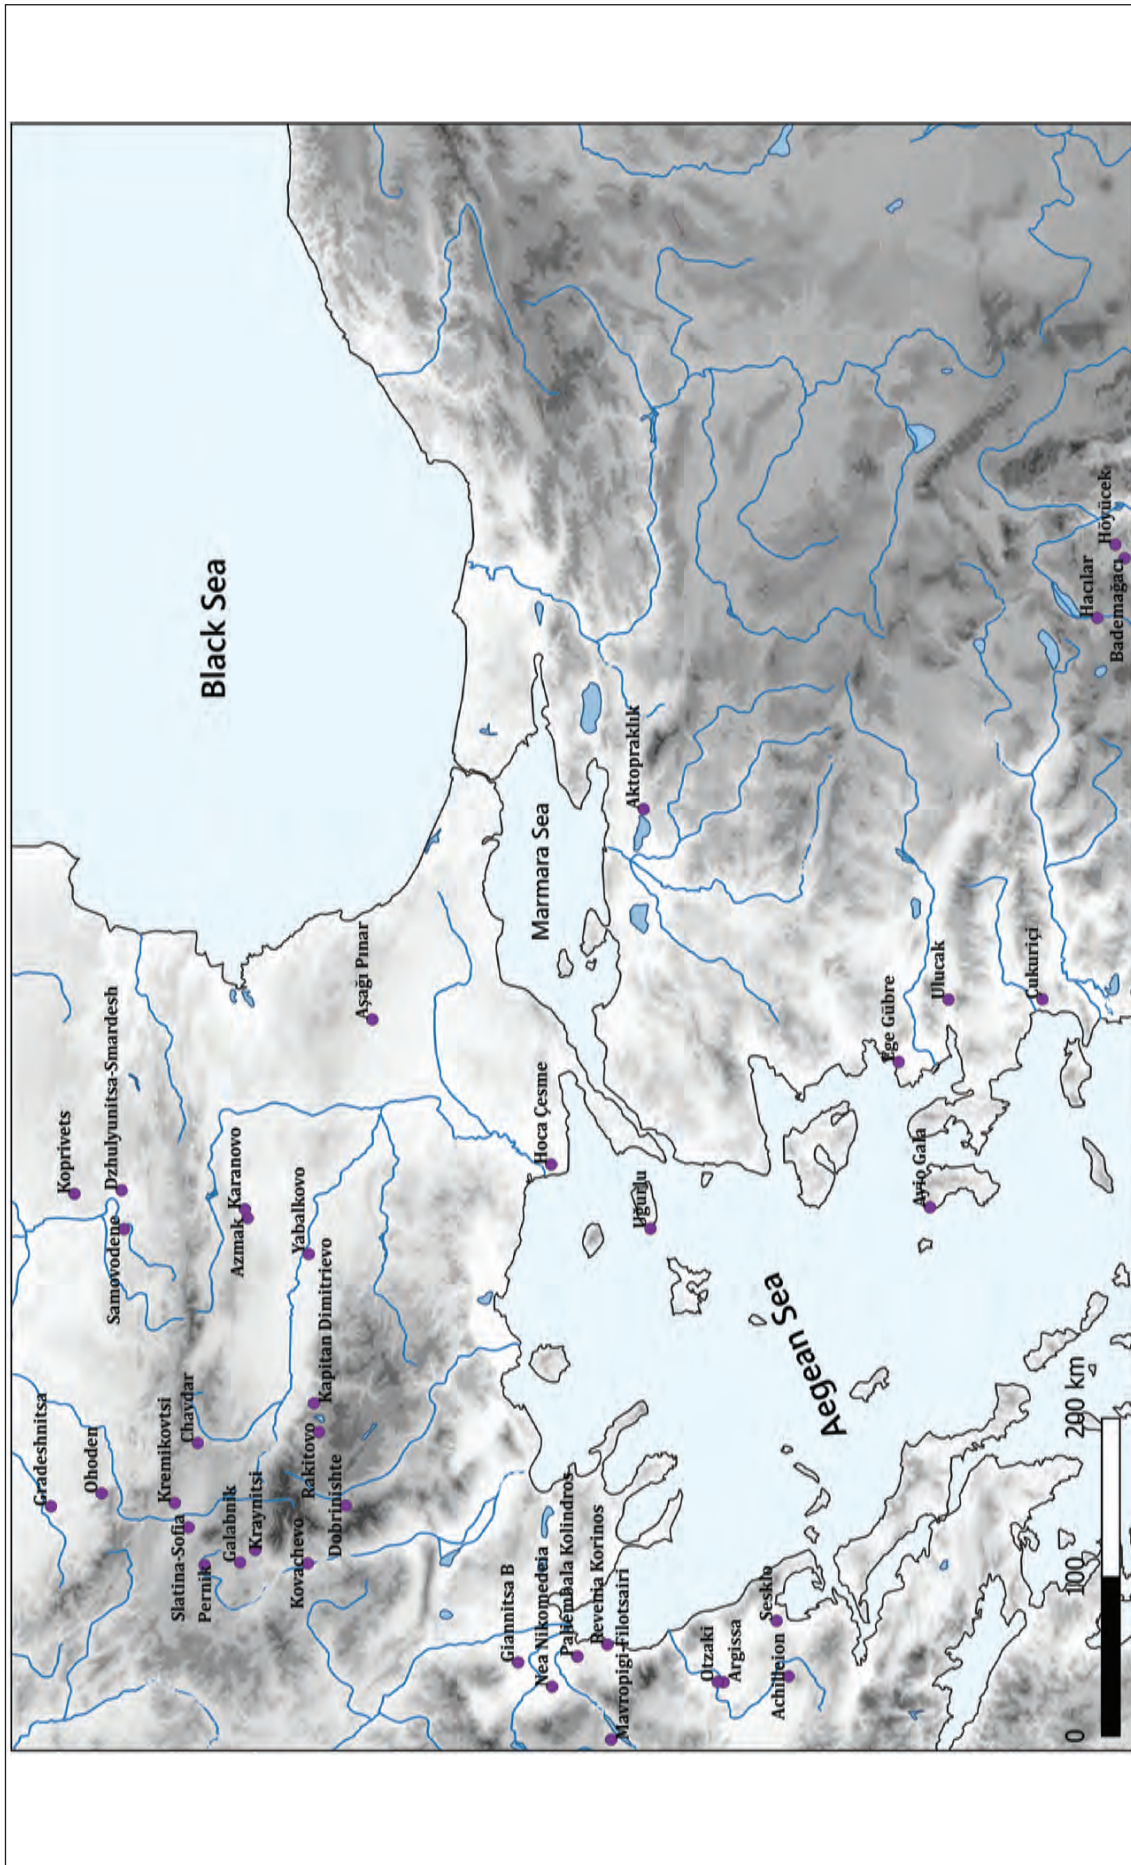 Gradeshnitsa
Ohoden
Koprivets
Samovodene
Dzhulyunitsa-Smardesh
Kremikovtsi
Slatina-Sofia
Chavdar
Pernik
Galabnik
Kraynitsi
Azmak
Karanovo
Black Sea
Kovachevo
Rakitovo
Kapitan Dimitrievo
Yabalkovo
Dobrinishte
Aşağı Pınar
Giannitsa B
Nea Nikomedeia
Hoca Çesme
Marmara Sea
Paliembala Kolindros
Revenia Korinos
Mavropigi-Filotsairi
Uğurlu
Aktopraklık
Otzaki
Argissa
Sesklo
Achilleion
Aegean Sea
Ege Gübre
Ayio Gala
Ulucak
Çukuriçi
Hacılar
Höyücek
Bademağacı
0 100 200 km